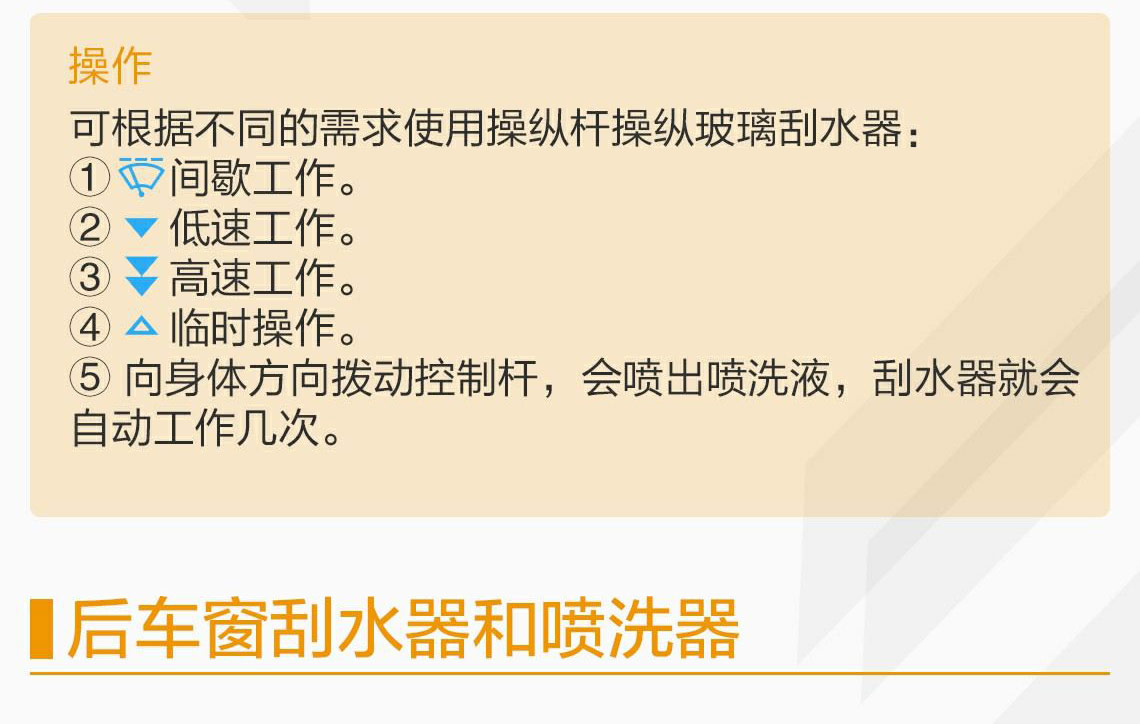 操作
可根据不同的需求使用操纵杆操纵玻璃刮水器：
① 间歇工作。
② 低速工作。
③ 高速工作。
④ 临时操作。
⑤ 向身体方向拨动控制杆，会喷出喷洗液，刮水器就会
自动工作几次。
后车窗刮水器和喷洗器